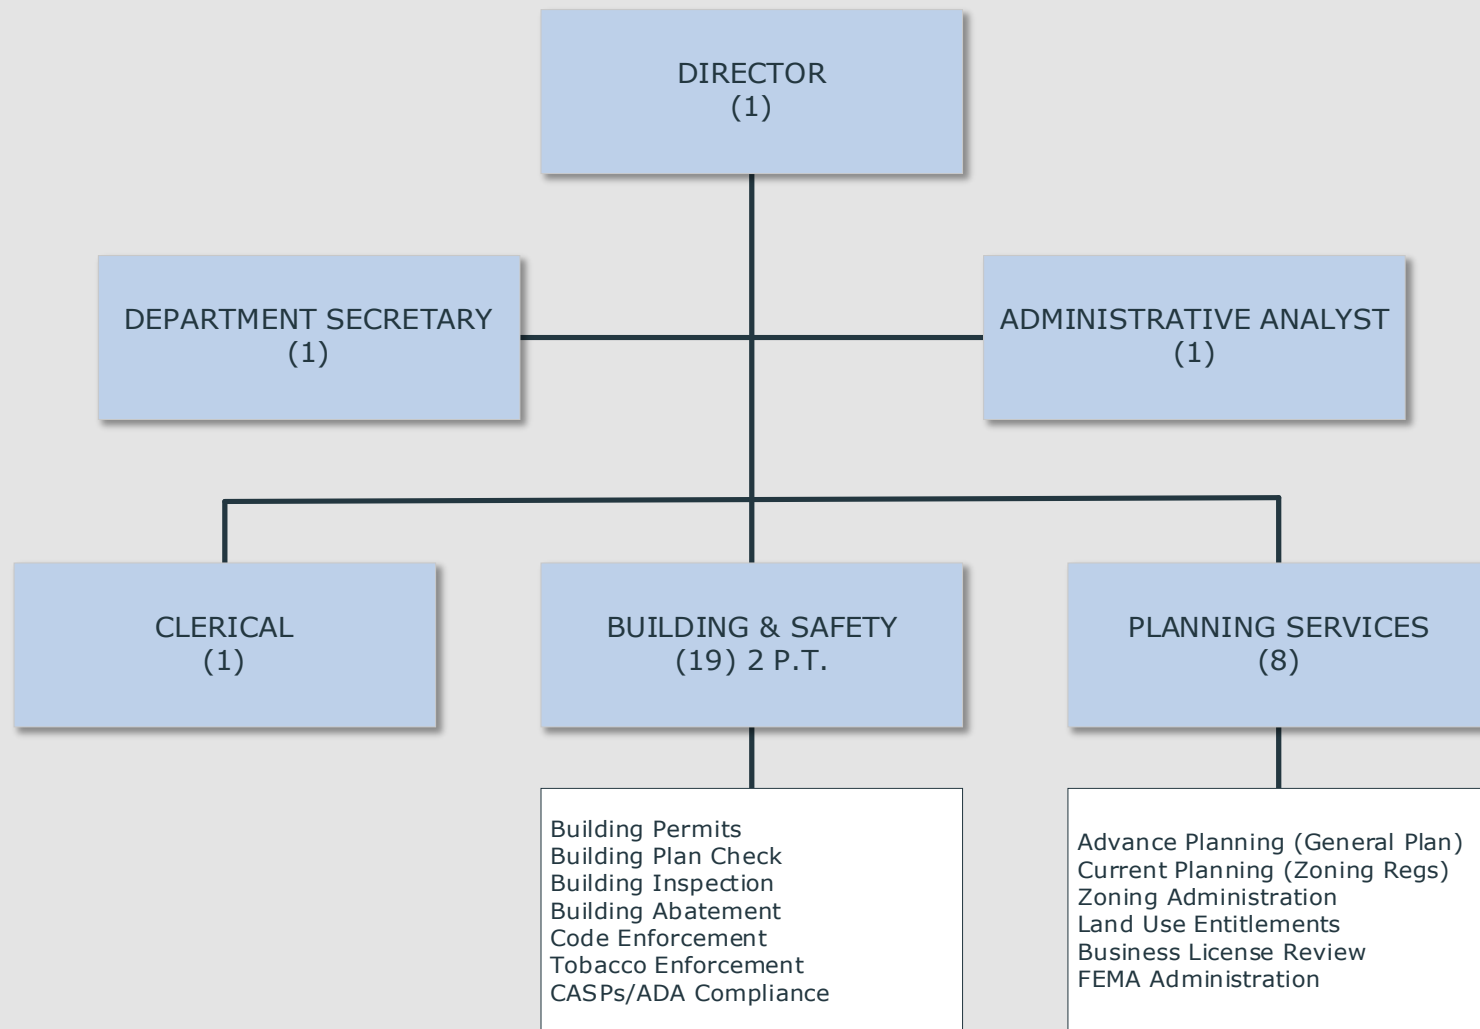 DIRECTOR
(1)
DEPARTMENT SECRETARY
(1)
ADMINISTRATIVE ANALYST
(1)
CLERICAL
(1)
BUILDING & SAFETY
(19) 2 P.T.
PLANNING SERVICES
(8)
Building Permits
Building Plan Check
Building Inspection
Building Abatement
Code Enforcement
Tobacco Enforcement
CASPs/ADA Compliance
Advance Planning (General Plan)
Current Planning (Zoning Regs)
Zoning Administration
Land Use Entitlements
Business License Review
FEMA Administration